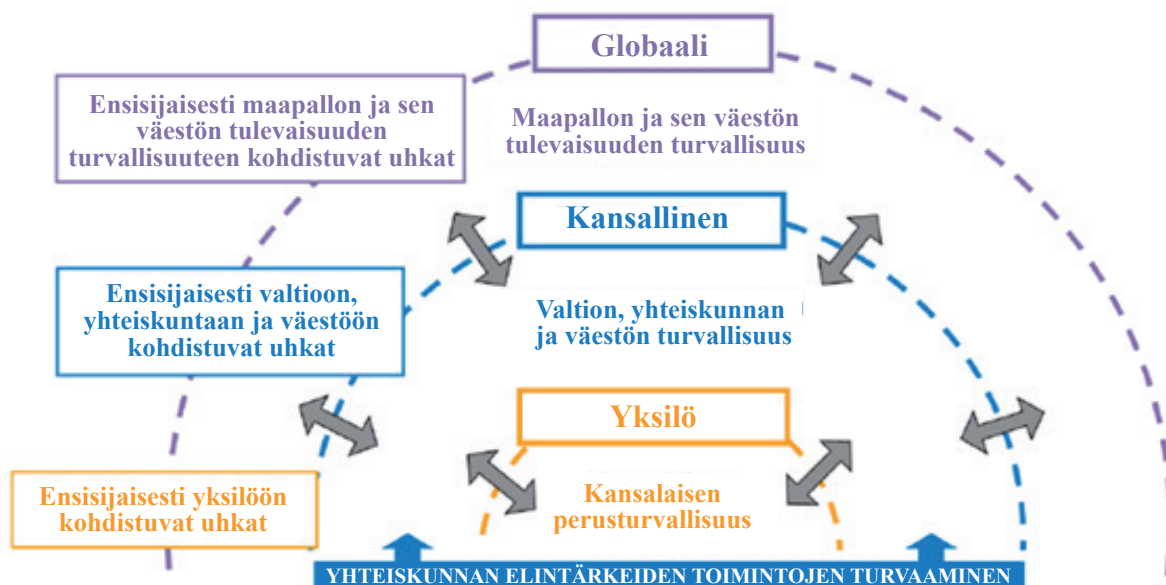 Globaali
Ensisijaisesti maapallon ja sen
väestön tulevaisuuden
turvallisuuteen kohdistuvat uhkat
Maapallon ja sen väestön
tulevaisuuden turvallisuus
Kansallinen
Ensisijaisesti valtioon,
yhteiskuntaan ja väestöön
kohdistuvat uhkat
Valtion, yhteiskunnan
ja väestön turvallisuus
Yksilö
Ensisijaisesti yksilöön
kohdistuvat uhkat
Kansalaisen
perusturvallisuus
YHTEISKUNNAN ELINTÄRKEIDEN TOIMINTOJEN TURVAAMINEN